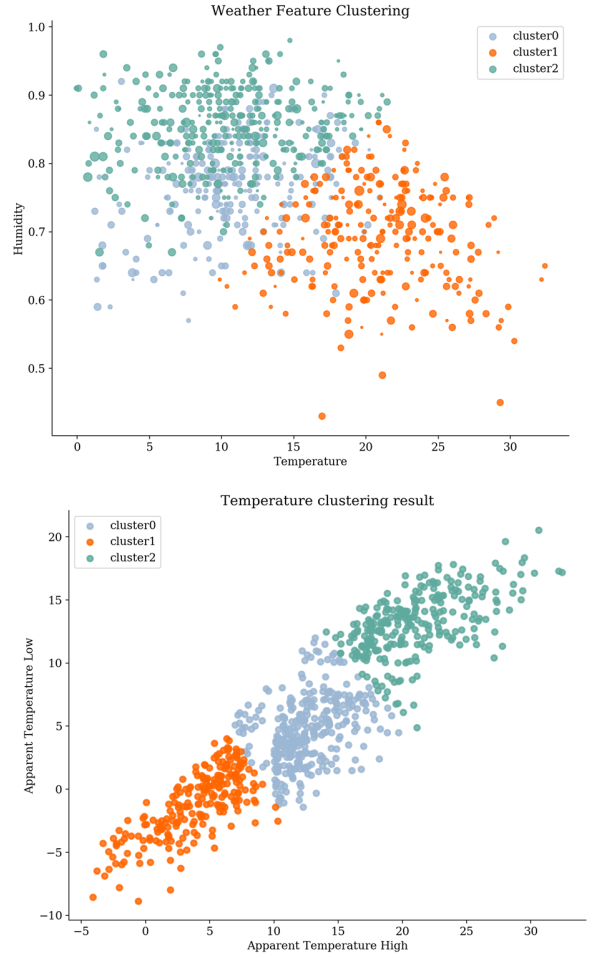 Weather Feature Clustering
cluster0
cluster1
cluster2
1.0
0.9
0.8
0.7
0.6
0.5
Humidity
0
5
10
15
20
25
30
Temperature
Temperature clustering result
cluster0
cluster1
cluster2
20
15
10
5
0
−5
−10
Apparent Temperature Low
−5
0
5
10
15
20
25
30
Apparent Temperature High